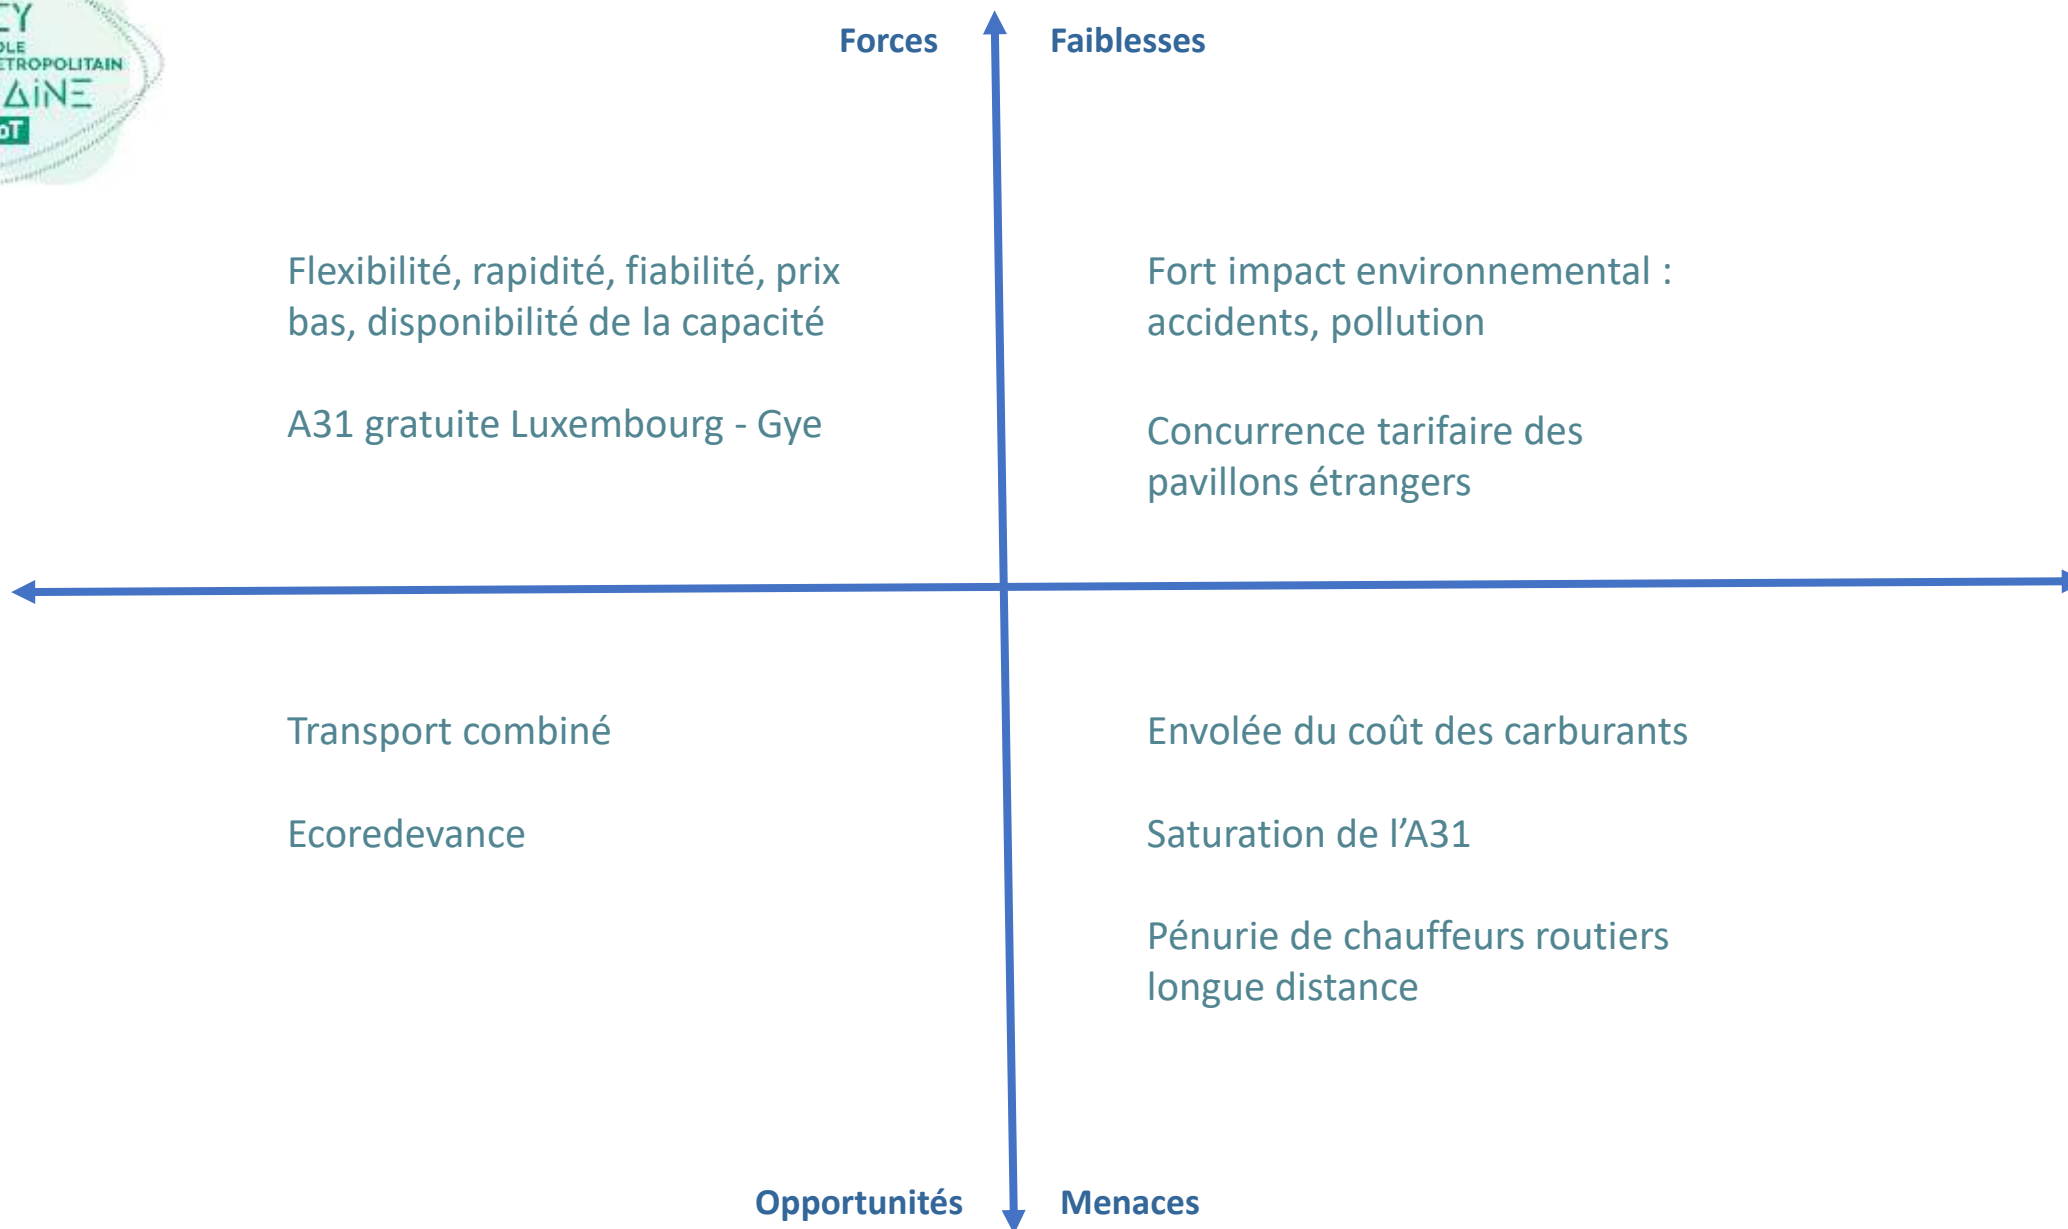 TROPOLITAIN
Forces
Faiblesses
Flexibilité, rapidité, fiabilité, prix
bas, disponibilité de la capacité
A31 gratuite Luxembourg - Gye
Fort impact environnemental :
accidents, pollution
Concurrence tarifaire des
pavillons étrangers
Transport combiné
Ecoredevance
Envolée du coût des carburants
Saturation de l’A31
Pénurie de chauffeurs routiers
longue distance
Opportunités
Menaces